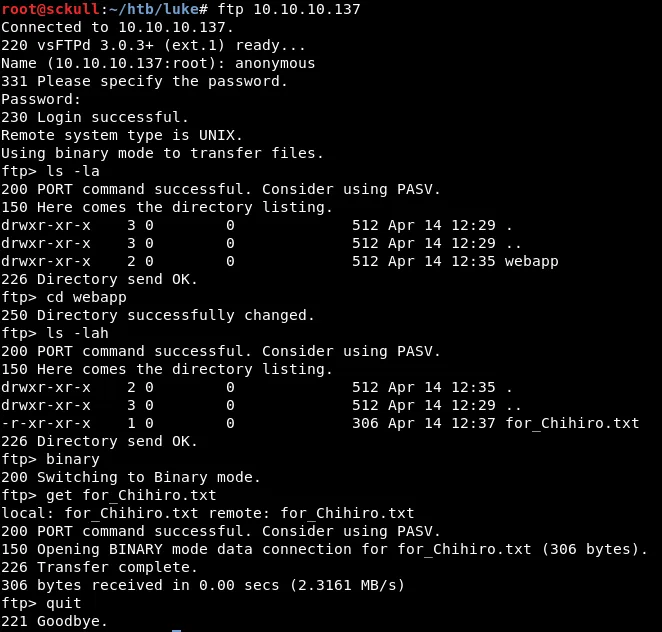 root@sckull:~/htb/luke# ftp 10.10.10.137
Connected to 10.10.10.137.
220 vsFTPd 3.0.3+ (ext.1) ready...
Name (10.10.10.137:root): anonymous
331 Please specify the password.
Password:
230 Login successful.
Remote system type is UNIX.
Using binary mode to transfer files.
ftp> ls -la
200 PORT command successful. Consider using PASV.
150 Here comes the directory listing.
drwxr-xr-x    3 0        0             512 Apr 14 12:29 .
drwxr-xr-x    3 0        0             512 Apr 14 12:29 ..
drwxr-xr-x    2 0        0             512 Apr 14 12:35 webapp
226 Directory send OK.
ftp> cd webapp
250 Directory successfully changed.
ftp> ls -lah
200 PORT command successful. Consider using PASV.
150 Here comes the directory listing.
drwxr-xr-x    2 0        0             512 Apr 14 12:35 .
drwxr-xr-x    3 0        0             512 Apr 14 12:29 ..
-r-xr-xr-x    1 0        0             306 Apr 14 12:37 for_Chihiro.txt
226 Directory send OK.
ftp> binary
200 Switching to Binary mode.
ftp> get for_Chihiro.txt
local: for_Chihiro.txt remote: for_Chihiro.txt
200 PORT command successful. Consider using PASV.
150 Opening BINARY mode data connection for for_Chihiro.txt (306 bytes).
226 Transfer complete.
306 bytes received in 0.00 secs (2.3161 MB/s)
ftp> quit
221 Goodbye.